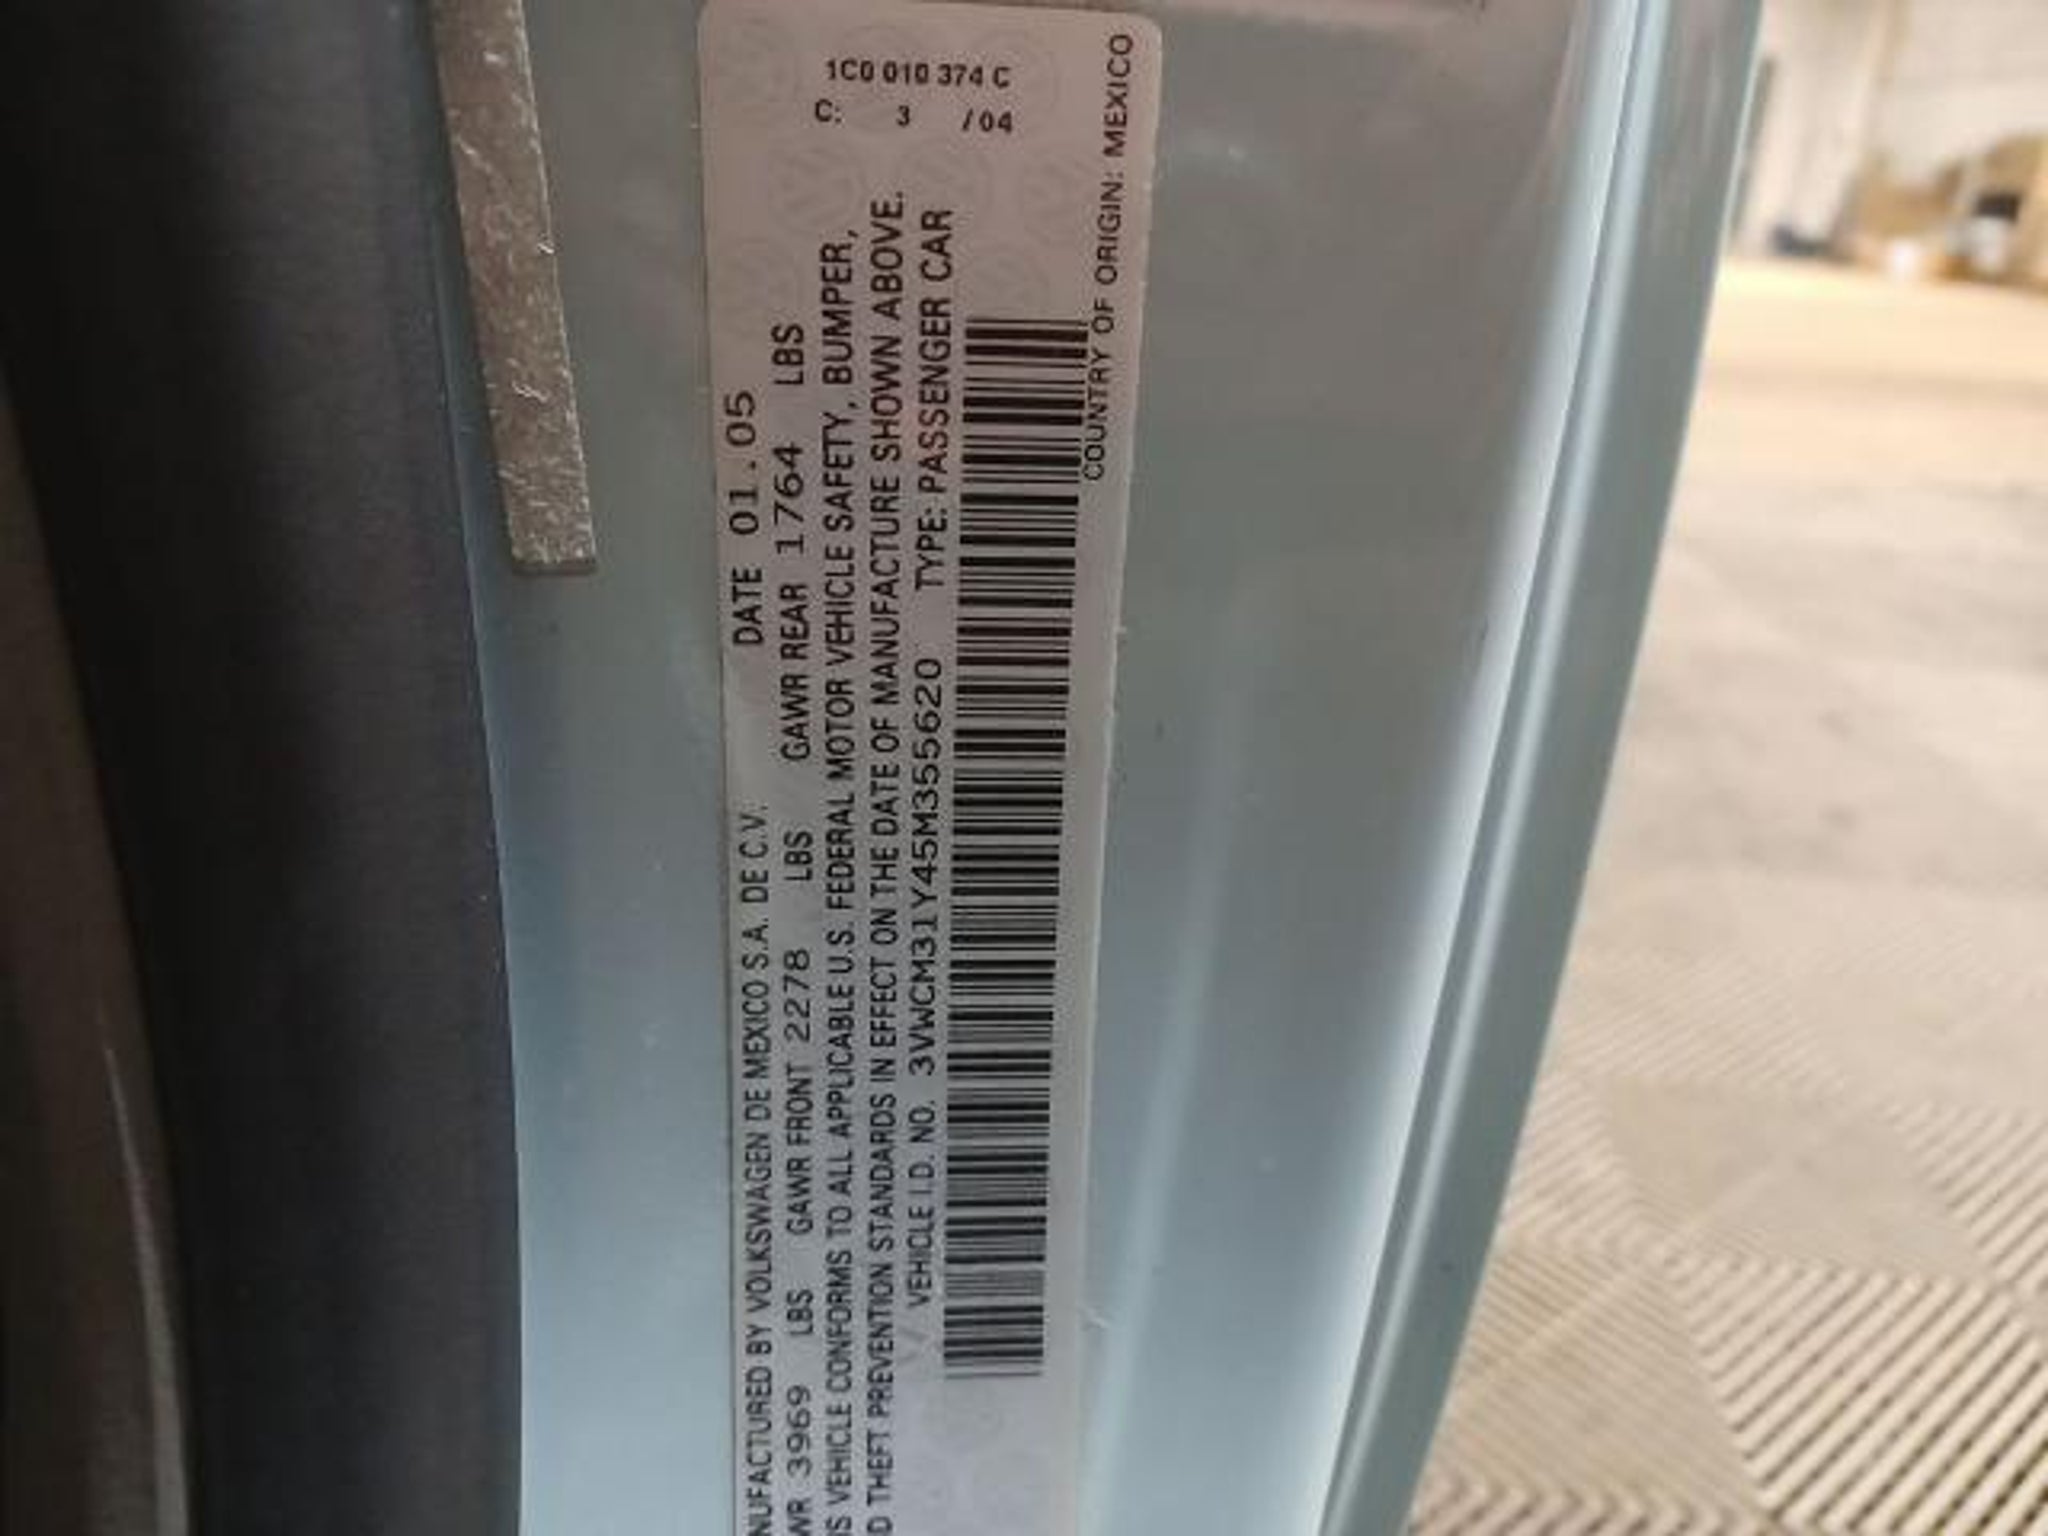 1C0 010 374 C
C: 3 /04
NUFACTURED BY VOLKSWAGEN DE MEXICO S.A. DE C.V. DATE 01.05
WR 3969 LBS GAWR FRONT 2278 LBS GAWR REAR 1764 LBS
IS VEHICLE CONFORMS TO ALL APPLICABLE U.S. FEDERAL MOTOR VEHICLE SAFETY, BUMPER,
D THEFT PREVENTION STANDARDS IN EFFECT ON THE DATE OF MANUFACTURE SHOWN ABOVE.
VEHICLE I.D. NO. 3VWCM31Y45M355620 TYPE: PASSENGER CAR
COUNTRY OF ORIGIN: MEXICO